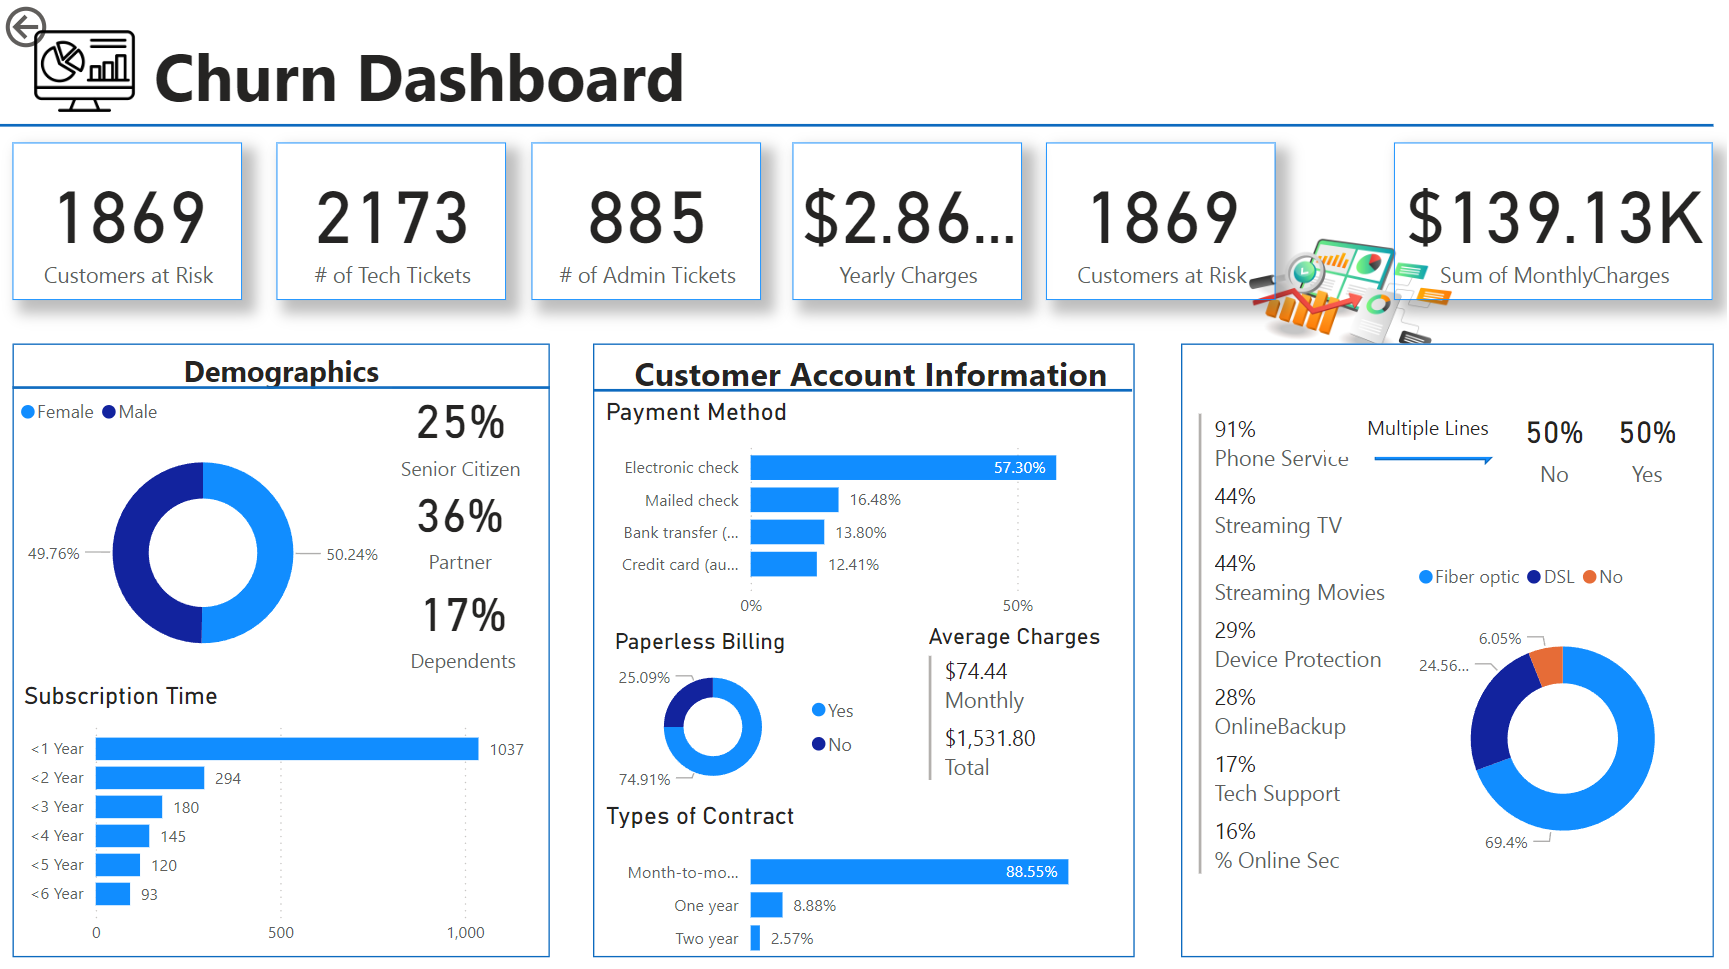 Churn Dashboard
1869
Customers at Risk
2173
# of Tech Tickets
885
# of Admin Tickets
$2.86...
Yearly Charges
1869
Customers at Risk
$139.13K
Sum of MonthlyCharges
Demographics
Female Male
49.76%
50.24%
25%
Senior Citizen
36%
Partner
17%
Dependents
Subscription Time
<1 Year 1037
<2 Year 294
<3 Year 180
<4 Year 145
<5 Year 120
<6 Year 93
0 500 1,000
Customer Account Information
Payment Method
Electronic check 57.30%
Mailed check 16.48%
Bank transfer (... 13.80%
Credit card (au... 12.41%
0% 50%
Paperless Billing
25.09%
74.91%
Yes
No
Average Charges
$74.44
Monthly
$1,531.80
Total
Types of Contract
Month-to-mo... 88.55%
One year 8.88%
Two year 2.57%
91%
Phone Service
44%
Streaming TV
44%
Streaming Movies
29%
Device Protection
28%
OnlineBackup
17%
Tech Support
16%
% Online Sec
Multiple Lines
50%
No
50%
Yes
Fiber optic DSL No
6.05%
24.56...
69.4%